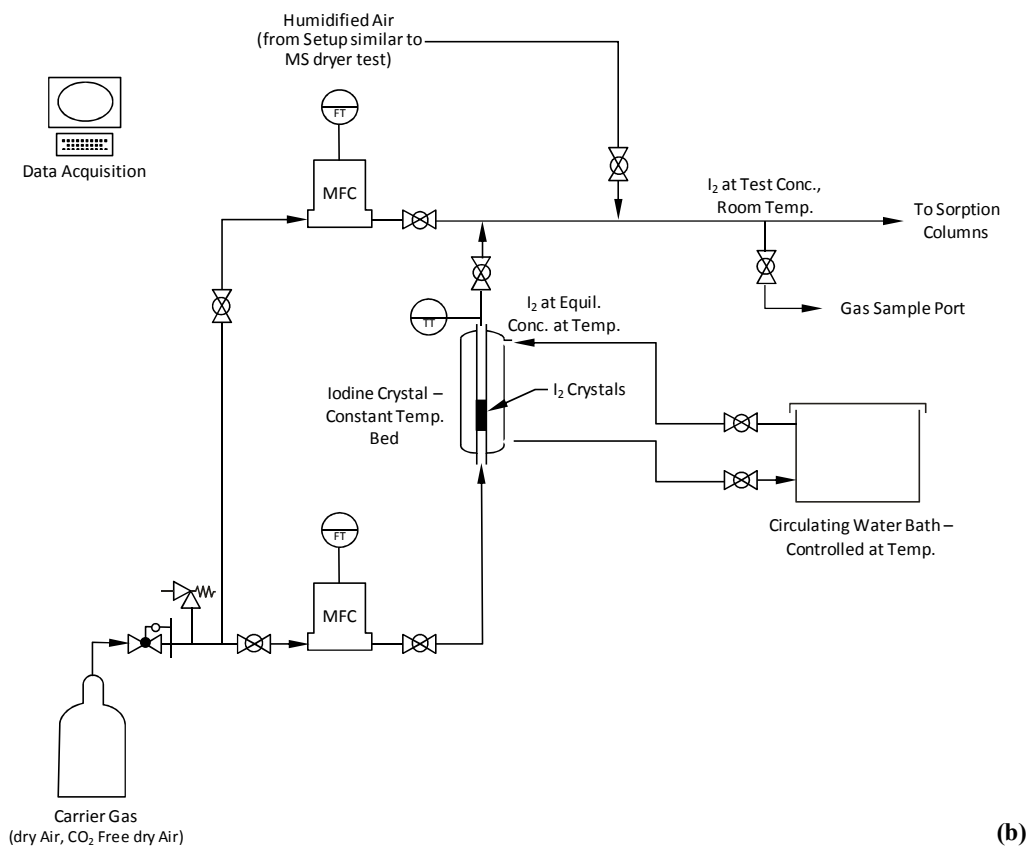 Humidified Air
(from Setup similar to
MS dryer test)
Data Acquisition
FT
MFC
I₂ at Test Conc.,
Room Temp.
To Sorption
Columns
Gas Sample Port
TT
I₂ at Equil.
Conc. at Temp.
Iodine Crystal –
Constant Temp.
Bed
I₂ Crystals
Circulating Water Bath –
Controlled at Temp.
FT
MFC
Carrier Gas
(dry Air, CO₂ Free dry Air)
(b)